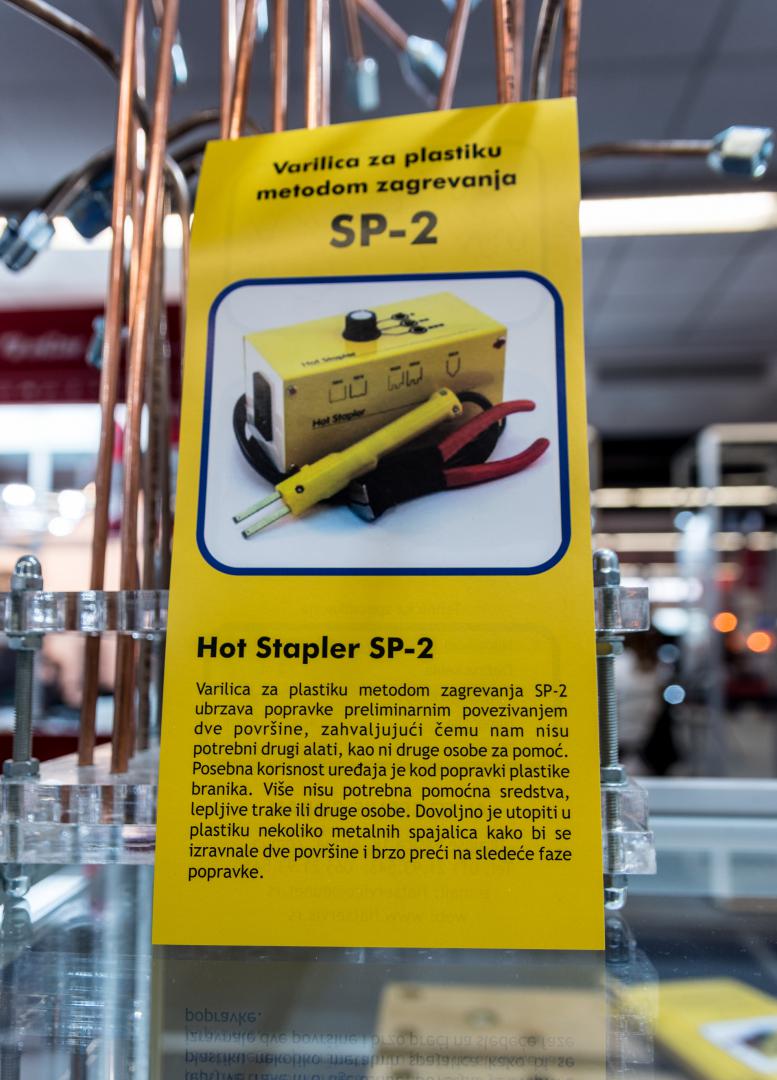 Varilica za plastiku
metodom zagrevanja
SP-2
Hot Stapler
Hot Stapler
Hot Stapler SP-2
Varilica za plastiku metodom zagrevanja SP-2
ubrzava popravke preliminarnim povezivanjem
dve površine, zahvaljujući čemu nam nisu
potrebni drugi alati, kao ni druge osobe za pomoć.
Posebna korisnost uređaja je kod popravki plastike
branika. Više nisu potrebna pomoćna sredstva,
lepljive trake ili druge osobe. Dovoljno je utopiti u
plastiku nekoliko metalnih spajalica kako bi se
izravnale dve površine i brzo preći na sledeće faze
popravke.